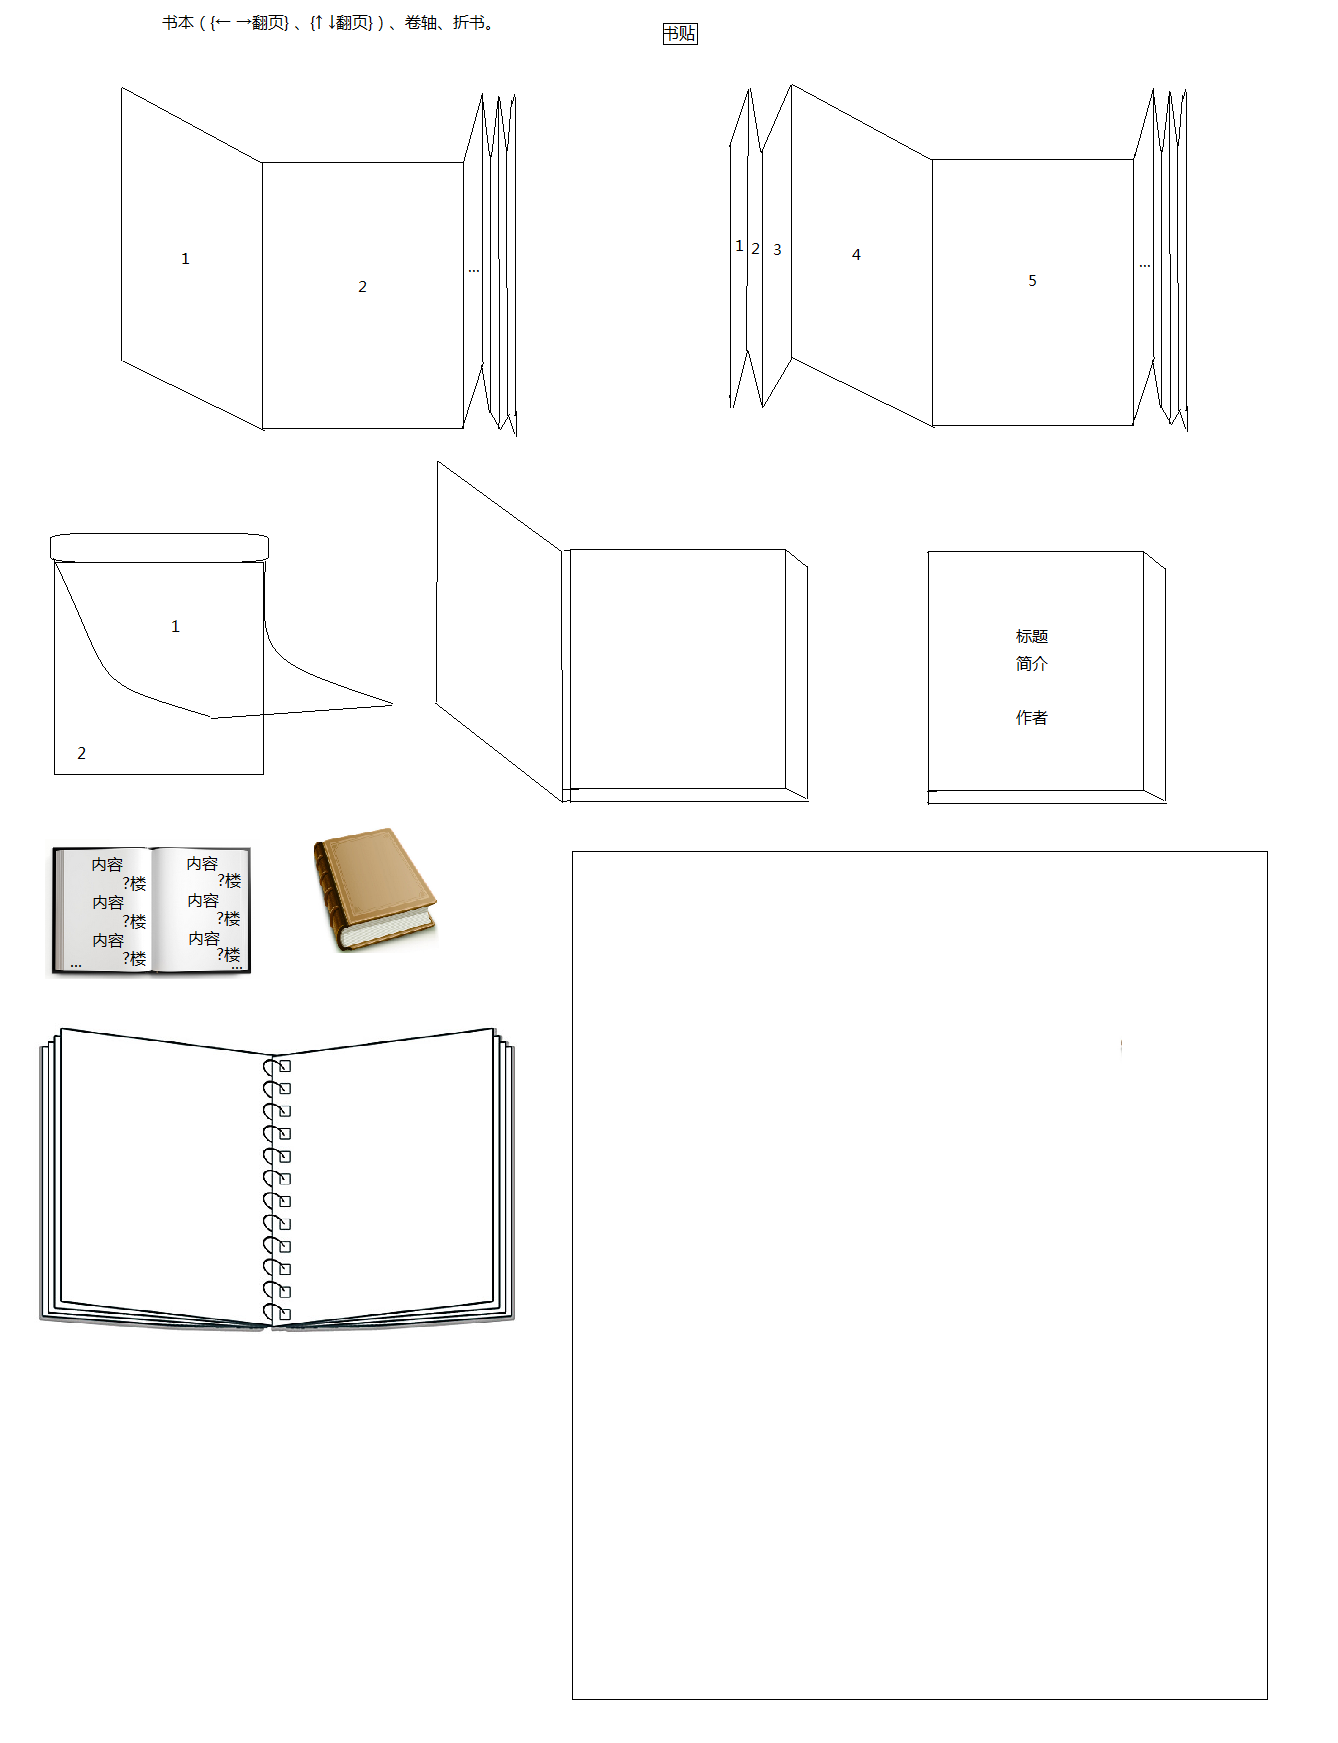 书本（{← →翻页} 、{↑ ↓翻页}）、卷轴、折书。
书贴
1
2
...
1
2
3
4
5
...
1
2
标题
简介
作者
内容
?楼
内容
?楼
内容
?楼
...
内容
?楼
内容
?楼
内容
?楼
...